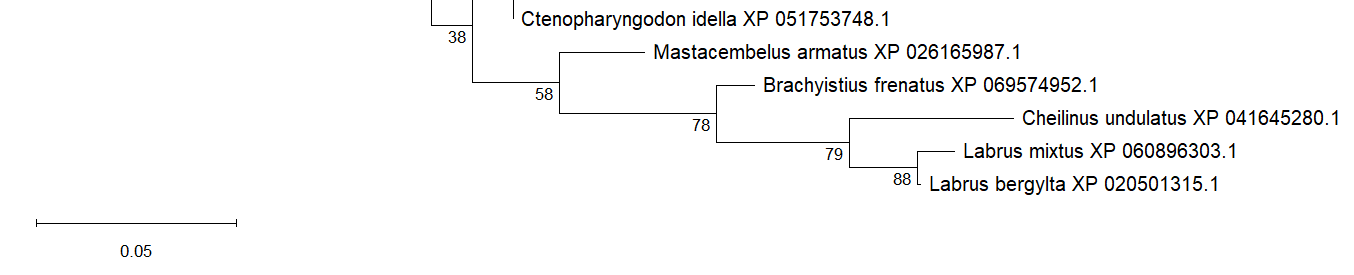 Ctenopharyngodon idella XP 051753748.1
38
Mastacembelus armatus XP 026165987.1
Brachyistius frenatus XP 069574952.1
58
Cheilinus undulatus XP 041645280.1
78
Labrus mixtus XP 060896303.1
79
88
Labrus bergylta XP 020501315.1
0.05